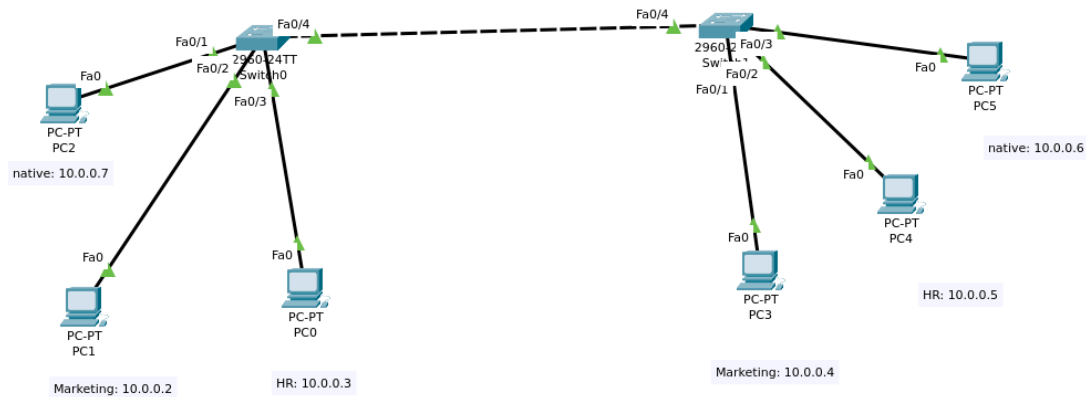 Fa0/4
Fa0/1
2960-24TT
Fa0/2
Switch0
Fa0/3
Fa0
PC-PT
PC2
native: 10.0.0.7
Fa0
PC-PT
PC1
Marketing: 10.0.0.2
Fa0
PC-PT
PC0
HR: 10.0.0.3
Fa0/4
Fa0/3
Fa0/2
Fa0/1
Fa0
PC-PT
PC5
native: 10.0.0.6
Fa0
PC-PT
PC4
HR: 10.0.0.5
Fa0
PC-PT
PC3
Marketing: 10.0.0.4